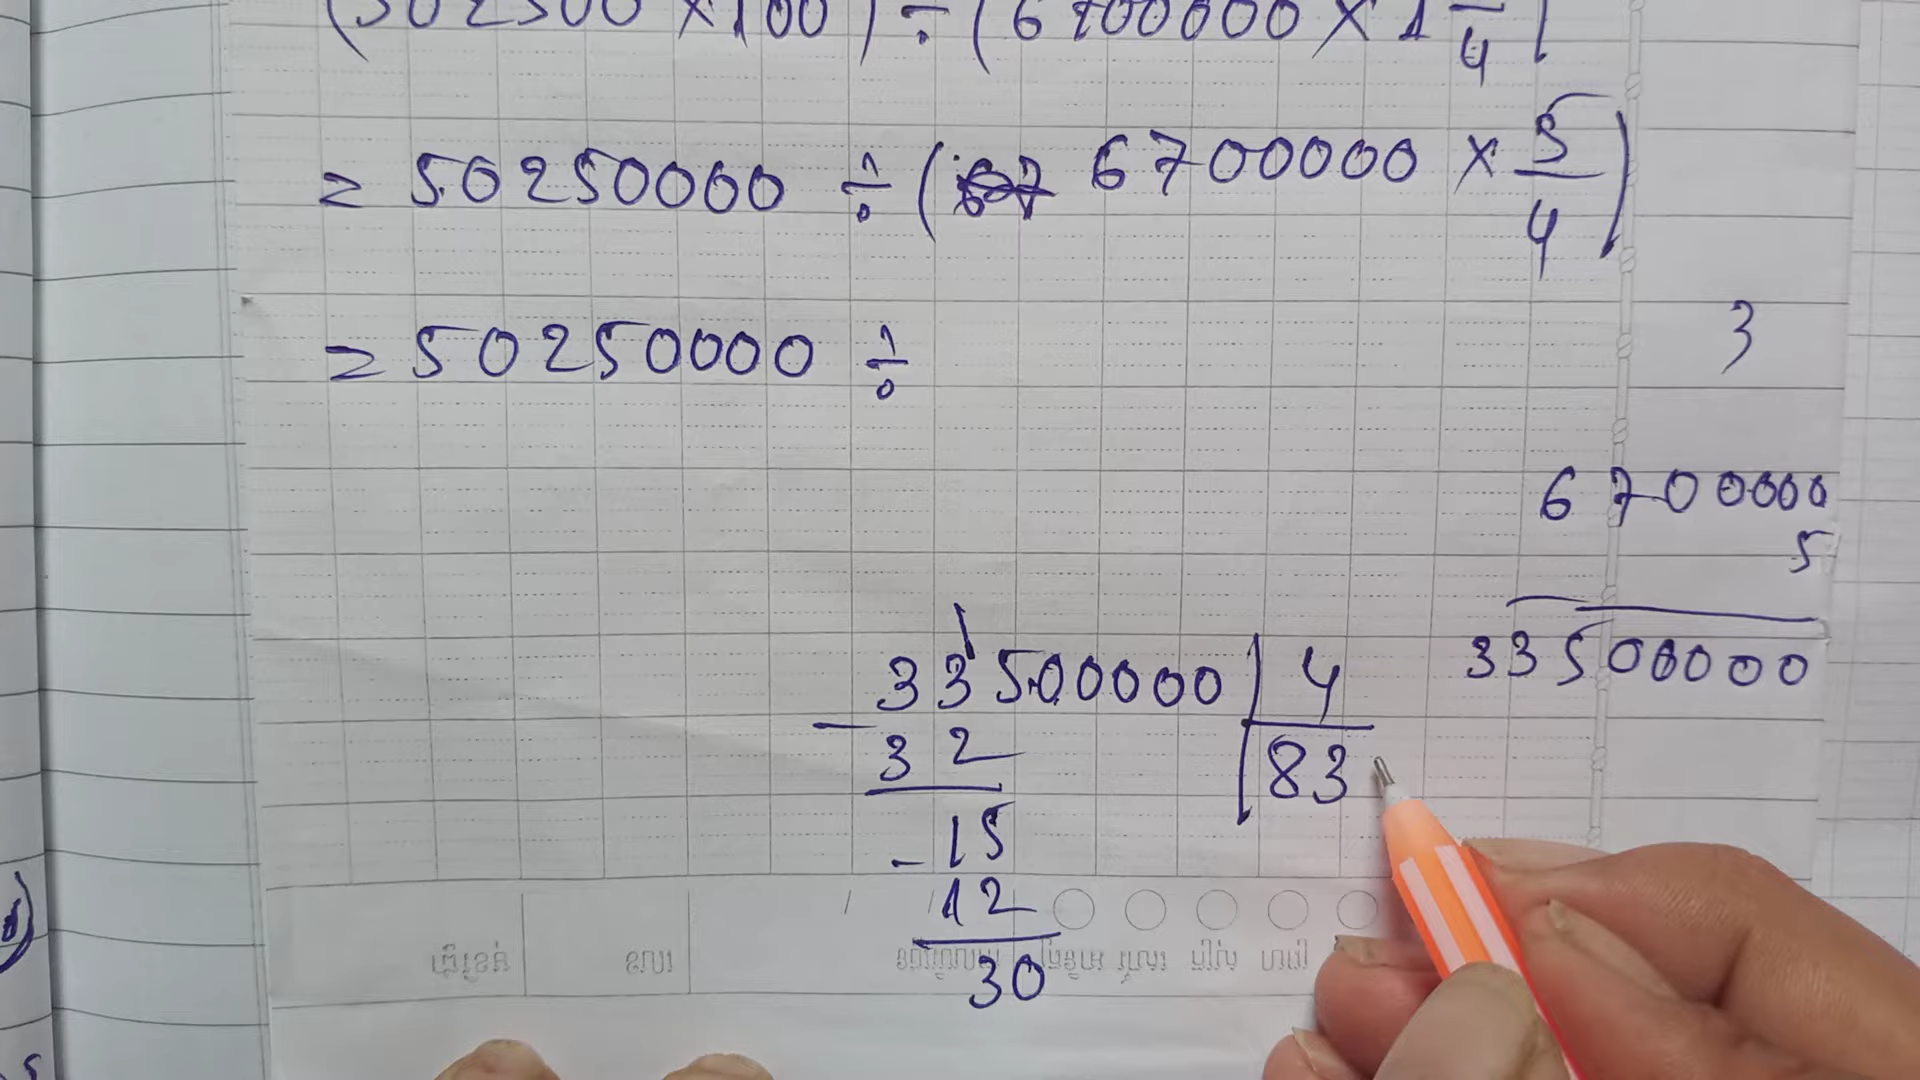 (502500 × 100) ÷ (6700000 × 1 /4)
= 50250000 ÷ ( 6700000 × 5/4)
= 50250000 ÷
3
6700000
5
33500000
33500000 | 4
- 32
83
- 15
12
30